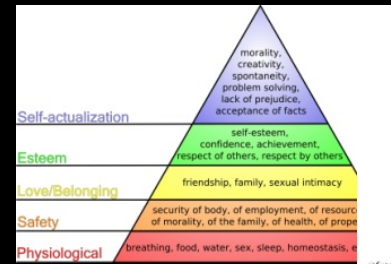 morality,
creativity,
spontaneity,
problem solving,
lack of prejudice,
acceptance of facts
Self-actualization
self-esteem,
confidence, achievement,
respect of others, respect by others
Esteem
friendship, family, sexual intimacy
Love/Belonging
security of body, of employment, of resourc
of morality, of the family, of health, of prope
Safety
breathing, food, water, sex, sleep, homeostasis, e
Physiological